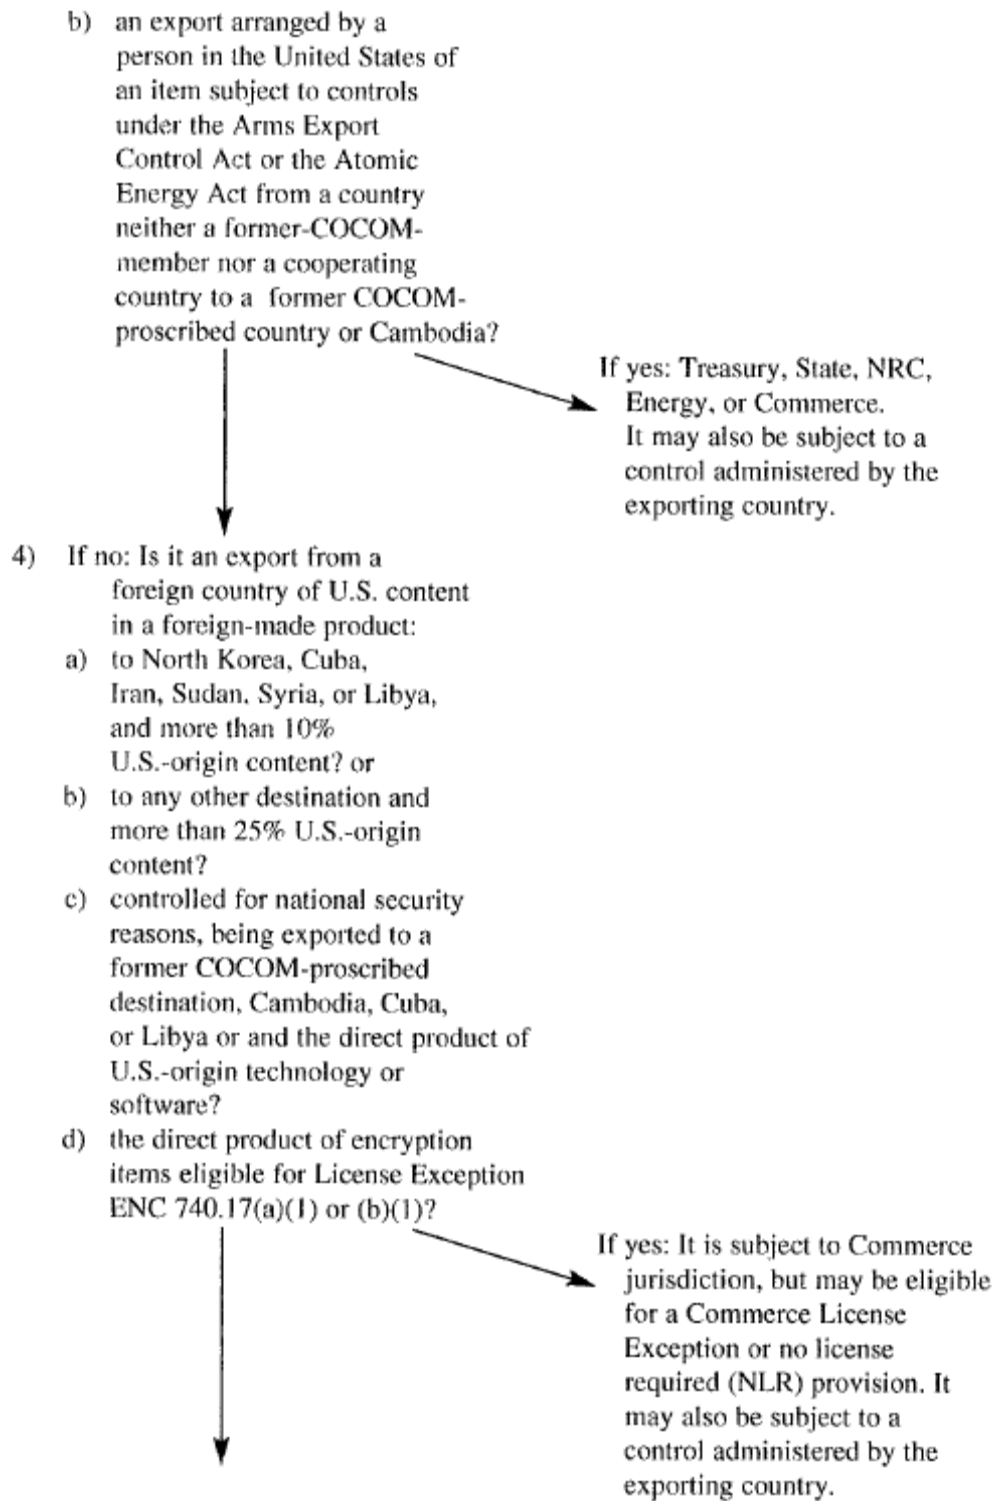 b) an export arranged by a
person in the United States of
an item subject to controls
under the Arms Export
Control Act or the Atomic
Energy Act from a country
neither a former-COCOM-
member nor a cooperating
country to a former COCOM-
proscribed country or Cambodia?
If yes: Treasury, State, NRC,
Energy, or Commerce.
It may also be subject to a
control administered by the
exporting country.
4) If no: Is it an export from a
foreign country of U.S. content
in a foreign-made product:
a) to North Korea, Cuba,
Iran, Sudan, Syria, or Libya,
and more than 10%
U.S.-origin content? or
b) to any other destination and
more than 25% U.S.-origin
content?
c) controlled for national security
reasons, being exported to a
former COCOM-proscribed
destination, Cambodia, Cuba,
or Libya or and the direct product of
U.S.-origin technology or
software?
d) the direct product of encryption
items eligible for License Exception
ENC 740.17(a)(1) or (b)(1)?
If yes: It is subject to Commerce
jurisdiction, but may be eligible
for a Commerce License
Exception or no license
required (NLR) provision. It
may also be subject to a
control administered by the
exporting country.